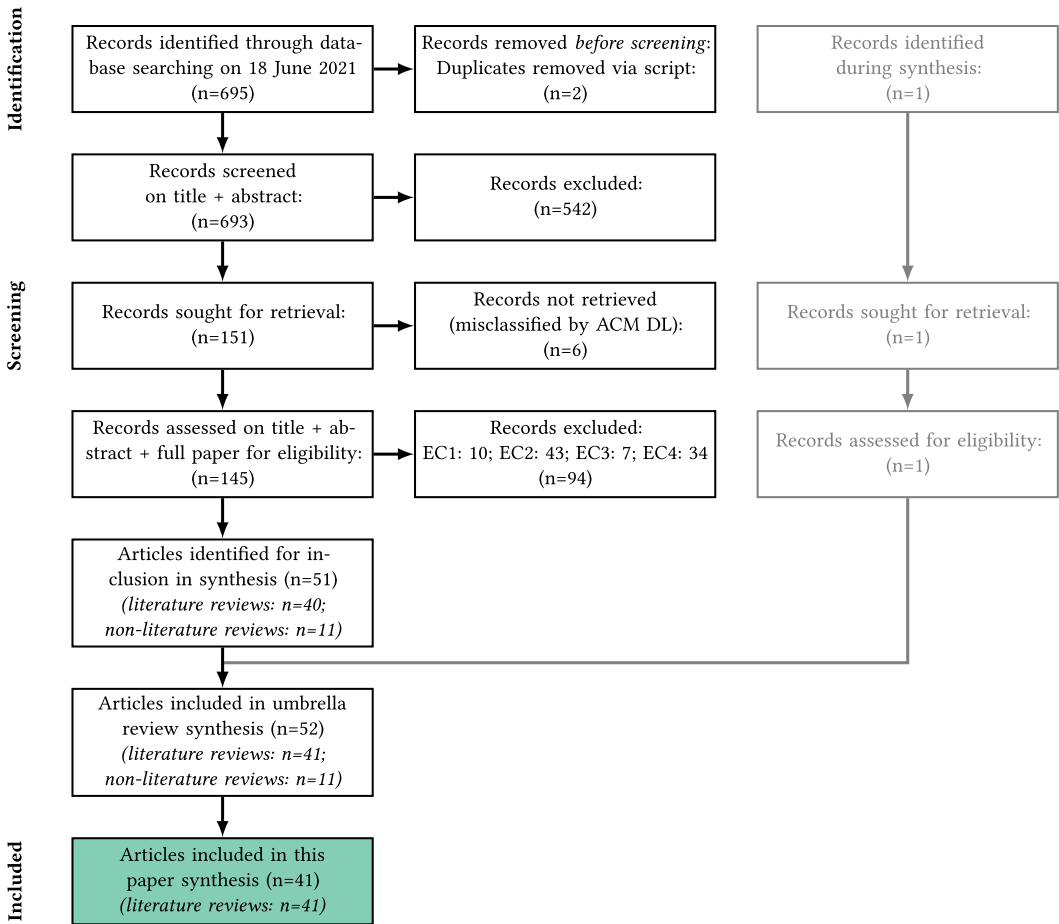 Identification
Records identified through data-
base searching on 18 June 2021
(n=695)
Records removed before screening:
Duplicates removed via script:
(n=2)
Records identified
during synthesis:
(n=1)
Records screened
on title + abstract:
(n=693)
Records excluded:
(n=542)
Screening
Records sought for retrieval:
(n=151)
Records not retrieved
(misclassified by ACM DL):
(n=6)
Records sought for retrieval:
(n=1)
Records assessed on title + ab-
stract + full paper for eligibility:
(n=145)
Records excluded:
EC1: 10; EC2: 43; EC3: 7; EC4: 34
(n=94)
Records assessed for eligibility:
(n=1)
Articles identified for in-
clusion in synthesis (n=51)
(literature reviews: n=40;
non-literature reviews: n=11)
Articles included in umbrella
review synthesis (n=52)
(literature reviews: n=41;
non-literature reviews: n=11)
Included
Articles included in this
paper synthesis (n=41)
(literature reviews: n=41)